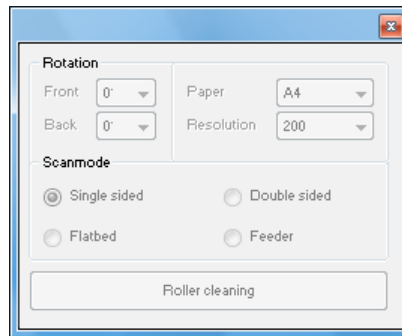 Rotation
Front 0° Paper A4
Back 0° Resolution 200
Scanmode
Single sided Double sided
Flatbed Feeder
Roller cleaning